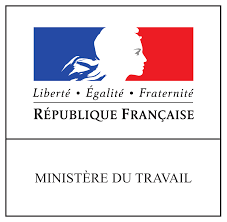 Liberté • Égalité • Fraternité
RÉPUBLIQUE FRANÇAISE
MINISTÈRE DU TRAVAIL